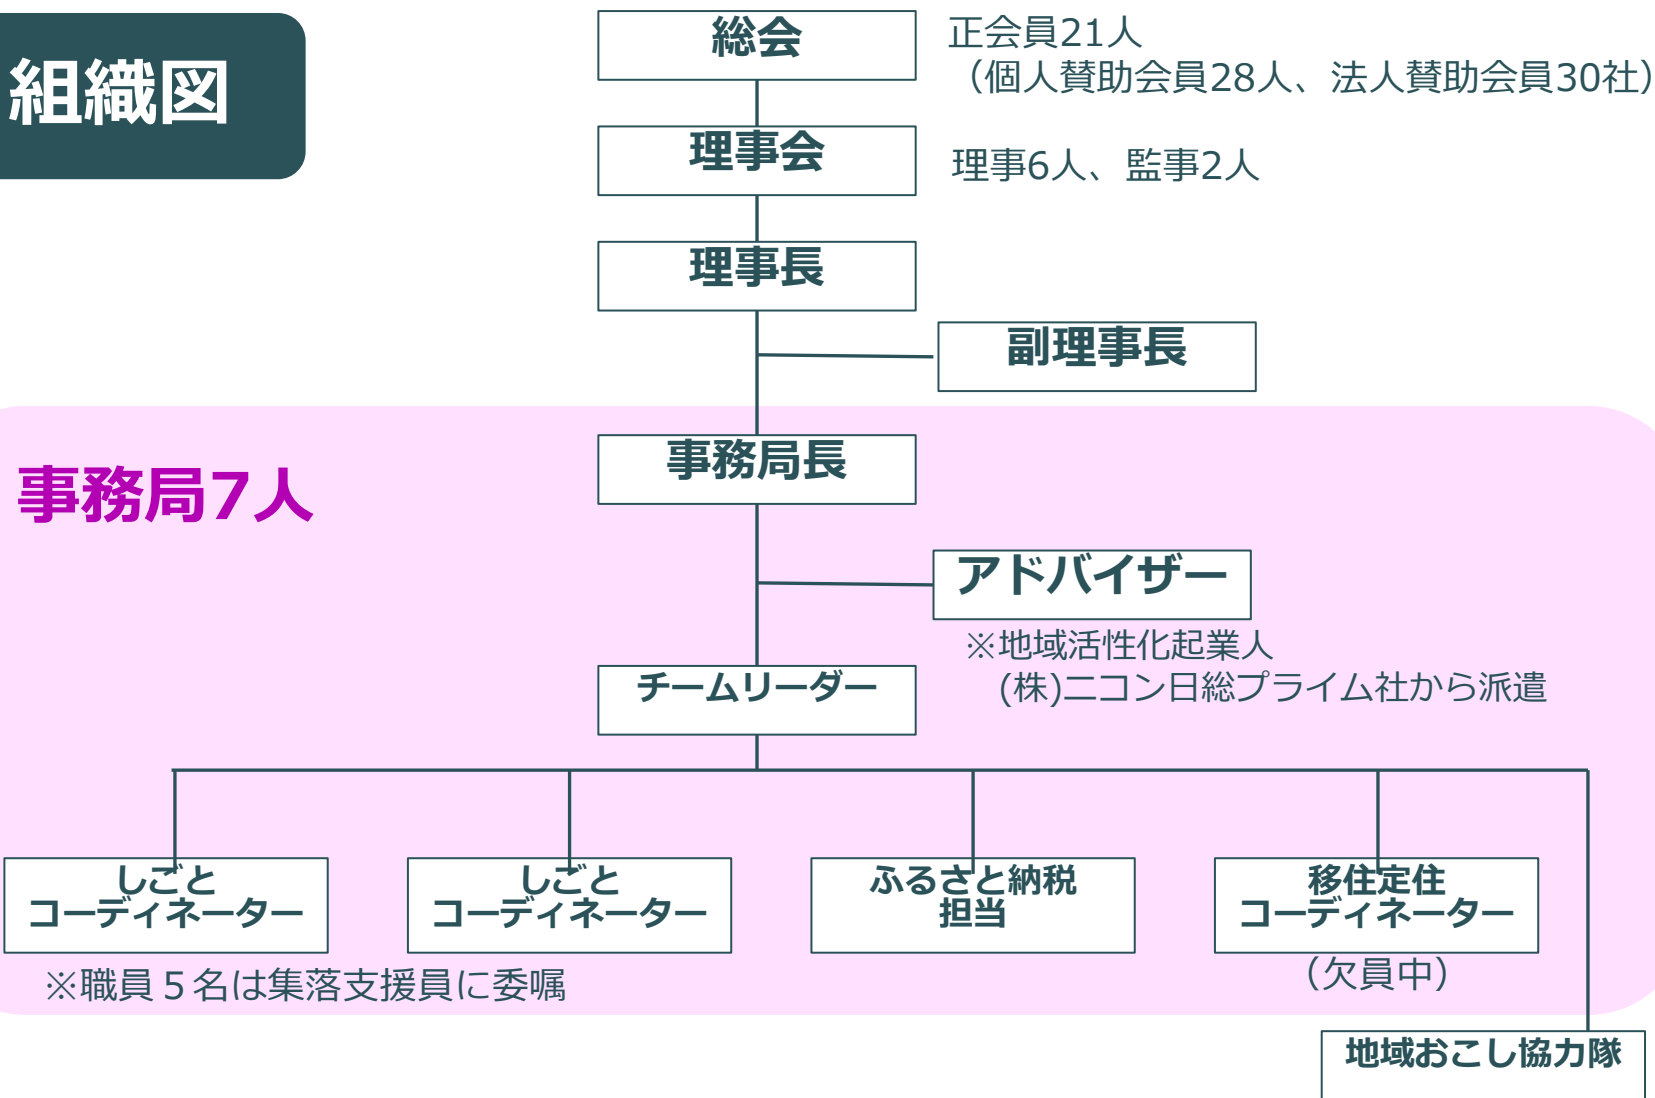 組織図
総会
正会員21人
（個人賛助会員28人、法人賛助会員30社）
理事会
理事6人、監事2人
理事長
副理事長
事務局7人
事務局長
アドバイザー
※地域活性化起業人
(株)ニコン日総プライム社から派遣
チームリーダー
しごと
コーディネーター
しごと
コーディネーター
ふるさと納税
担当
移住定住
コーディネーター
（欠員中）
※職員５名は集落支援員に委嘱
地域おこし協力隊